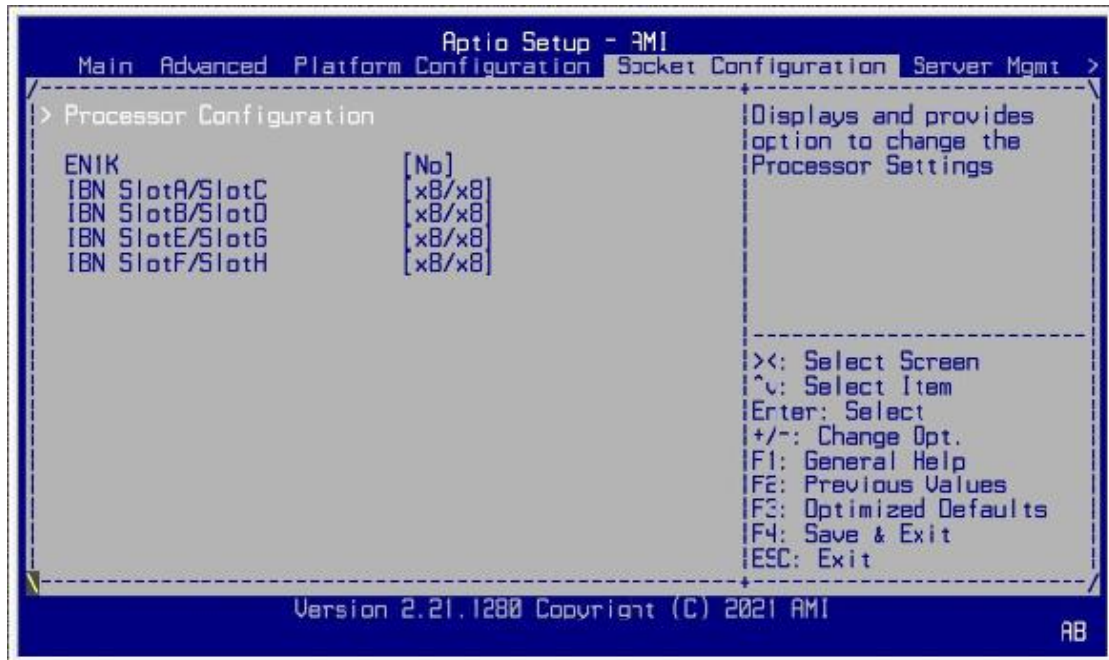 Aptio Setup - AMI
Main Advanced Platform Configuration Socket Configuration Server Mgmt >
> Processor Configuration
Displays and provides
option to change the
Processor Settings
EN1K [No]
IBN SlotA/SlotC [x8/x8]
IBN SlotB/SlotD [x8/x8]
IBN SlotE/SlotG [x8/x8]
IBN SlotF/SlotH [x8/x8]
><: Select Screen
^v: Select Item
Enter: Select
+/-: Change Opt.
F1: General Help
F2: Previous Values
F3: Optimized Defaults
F4: Save & Exit
ESC: Exit
Version 2.21.1280 Copyright (C) 2021 AMI
AB